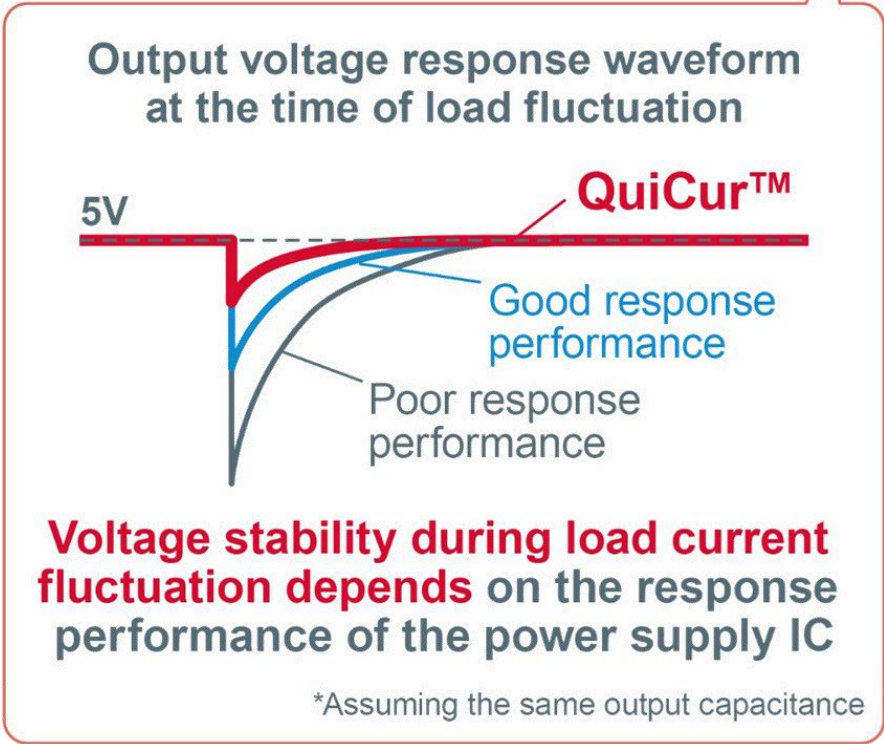 Output voltage response waveform
at the time of load fluctuation
QuiCur™
5V
Good response
performance
Poor response
performance
Voltage stability during load current
fluctuation depends on the response
performance of the power supply IC
*Assuming the same output capacitance